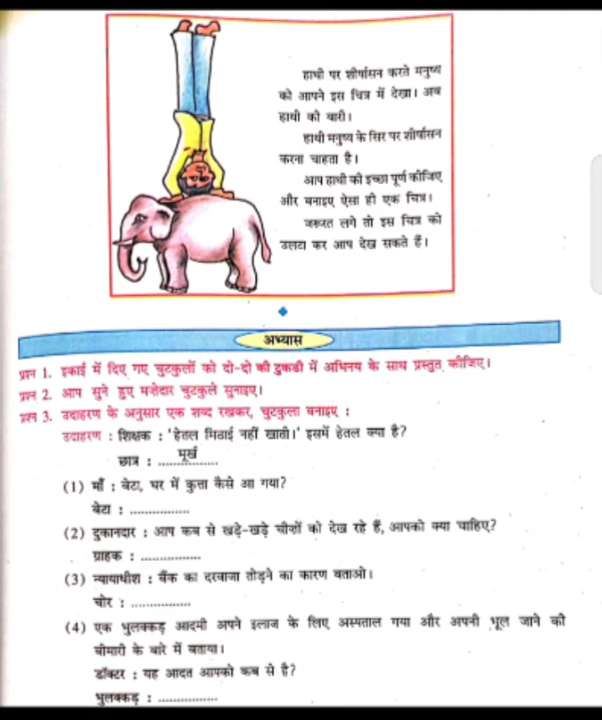 हाथी पर शीर्षासन करते मनुष्य
को आपने इस चित्र में देखा। अब
हाथी की बारी।
हाथी मनुष्य के सिर पर शीर्षासन
करना चाहता है।
आप हाथी की इच्छा पूर्ण कीजिए
और बनाइए ऐसा ही एक चित्र।
जरूरत लगे तो इस चित्र को
उलटा कर आप देख सकते हैं।
अभ्यास
प्रश्न 1. इकाई में दिए गए चुटकुलों को दो-दो की टुकडी में अभिनय के साथ प्रस्तुत कीजिए।
प्रश्न 2. आप सुने हुए मजेदार चुटकुले सुनाइए।
प्रश्न 3. उदाहरण के अनुसार एक शब्द रखकर, चुटकुला बनाइए :
उदाहरण : शिक्षक : 'हेतल मिठाई नहीं खाती।' इसमें हेतल क्या है?
छात्र : मूर्ख
(1) माँ : बेटा, घर में कुत्ता कैसे आ गया?
बेटा : ................
(2) दुकानदार : आप कब से खड़े-खड़े चीजों को देख रहे हैं, आपको क्या चाहिए?
ग्राहक : ................
(3) न्यायाधीश : बैंक का दरवाजा तोड़ने का कारण बताओ।
चोर : ................
(4) एक भुलक्कड़ आदमी अपने इलाज के लिए अस्पताल गया और अपनी भूल जाने की
बीमारी के बारे में बताया।
डॉक्टर : यह आदत आपको कब से है?
भुलक्कड़ : ................